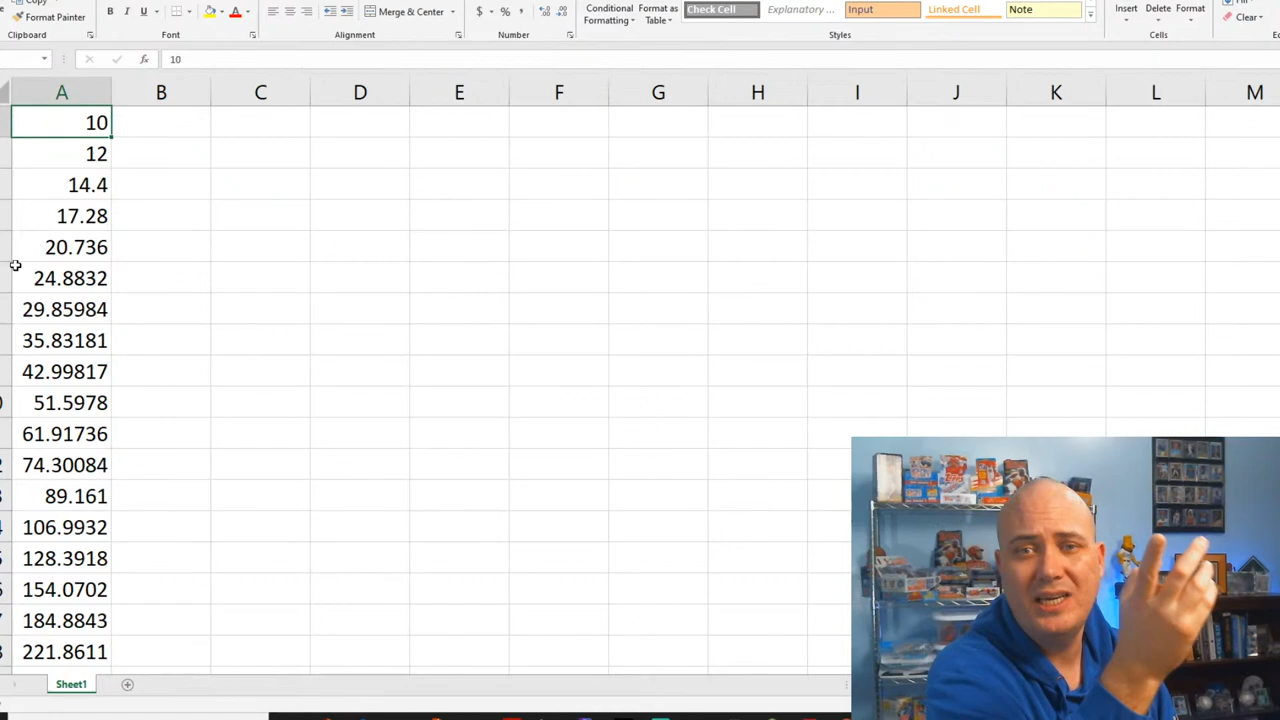 Copy
Format Painter
B I U A Merge & Center $ % , Conditional Formatting Format as Table Check Cell Explanatory ... Input Linked Cell Note Insert Delete Format Clear
Clipboard Font Alignment Number Styles Cells
fx 10
A B C D E F G H I J K L M
10
12
14.4
17.28
20.736
24.8832
29.85984
35.83181
42.99817
51.5978
61.91736
74.30084
89.161
106.9932
128.3918
154.0702
184.8843
221.8611
Sheet1